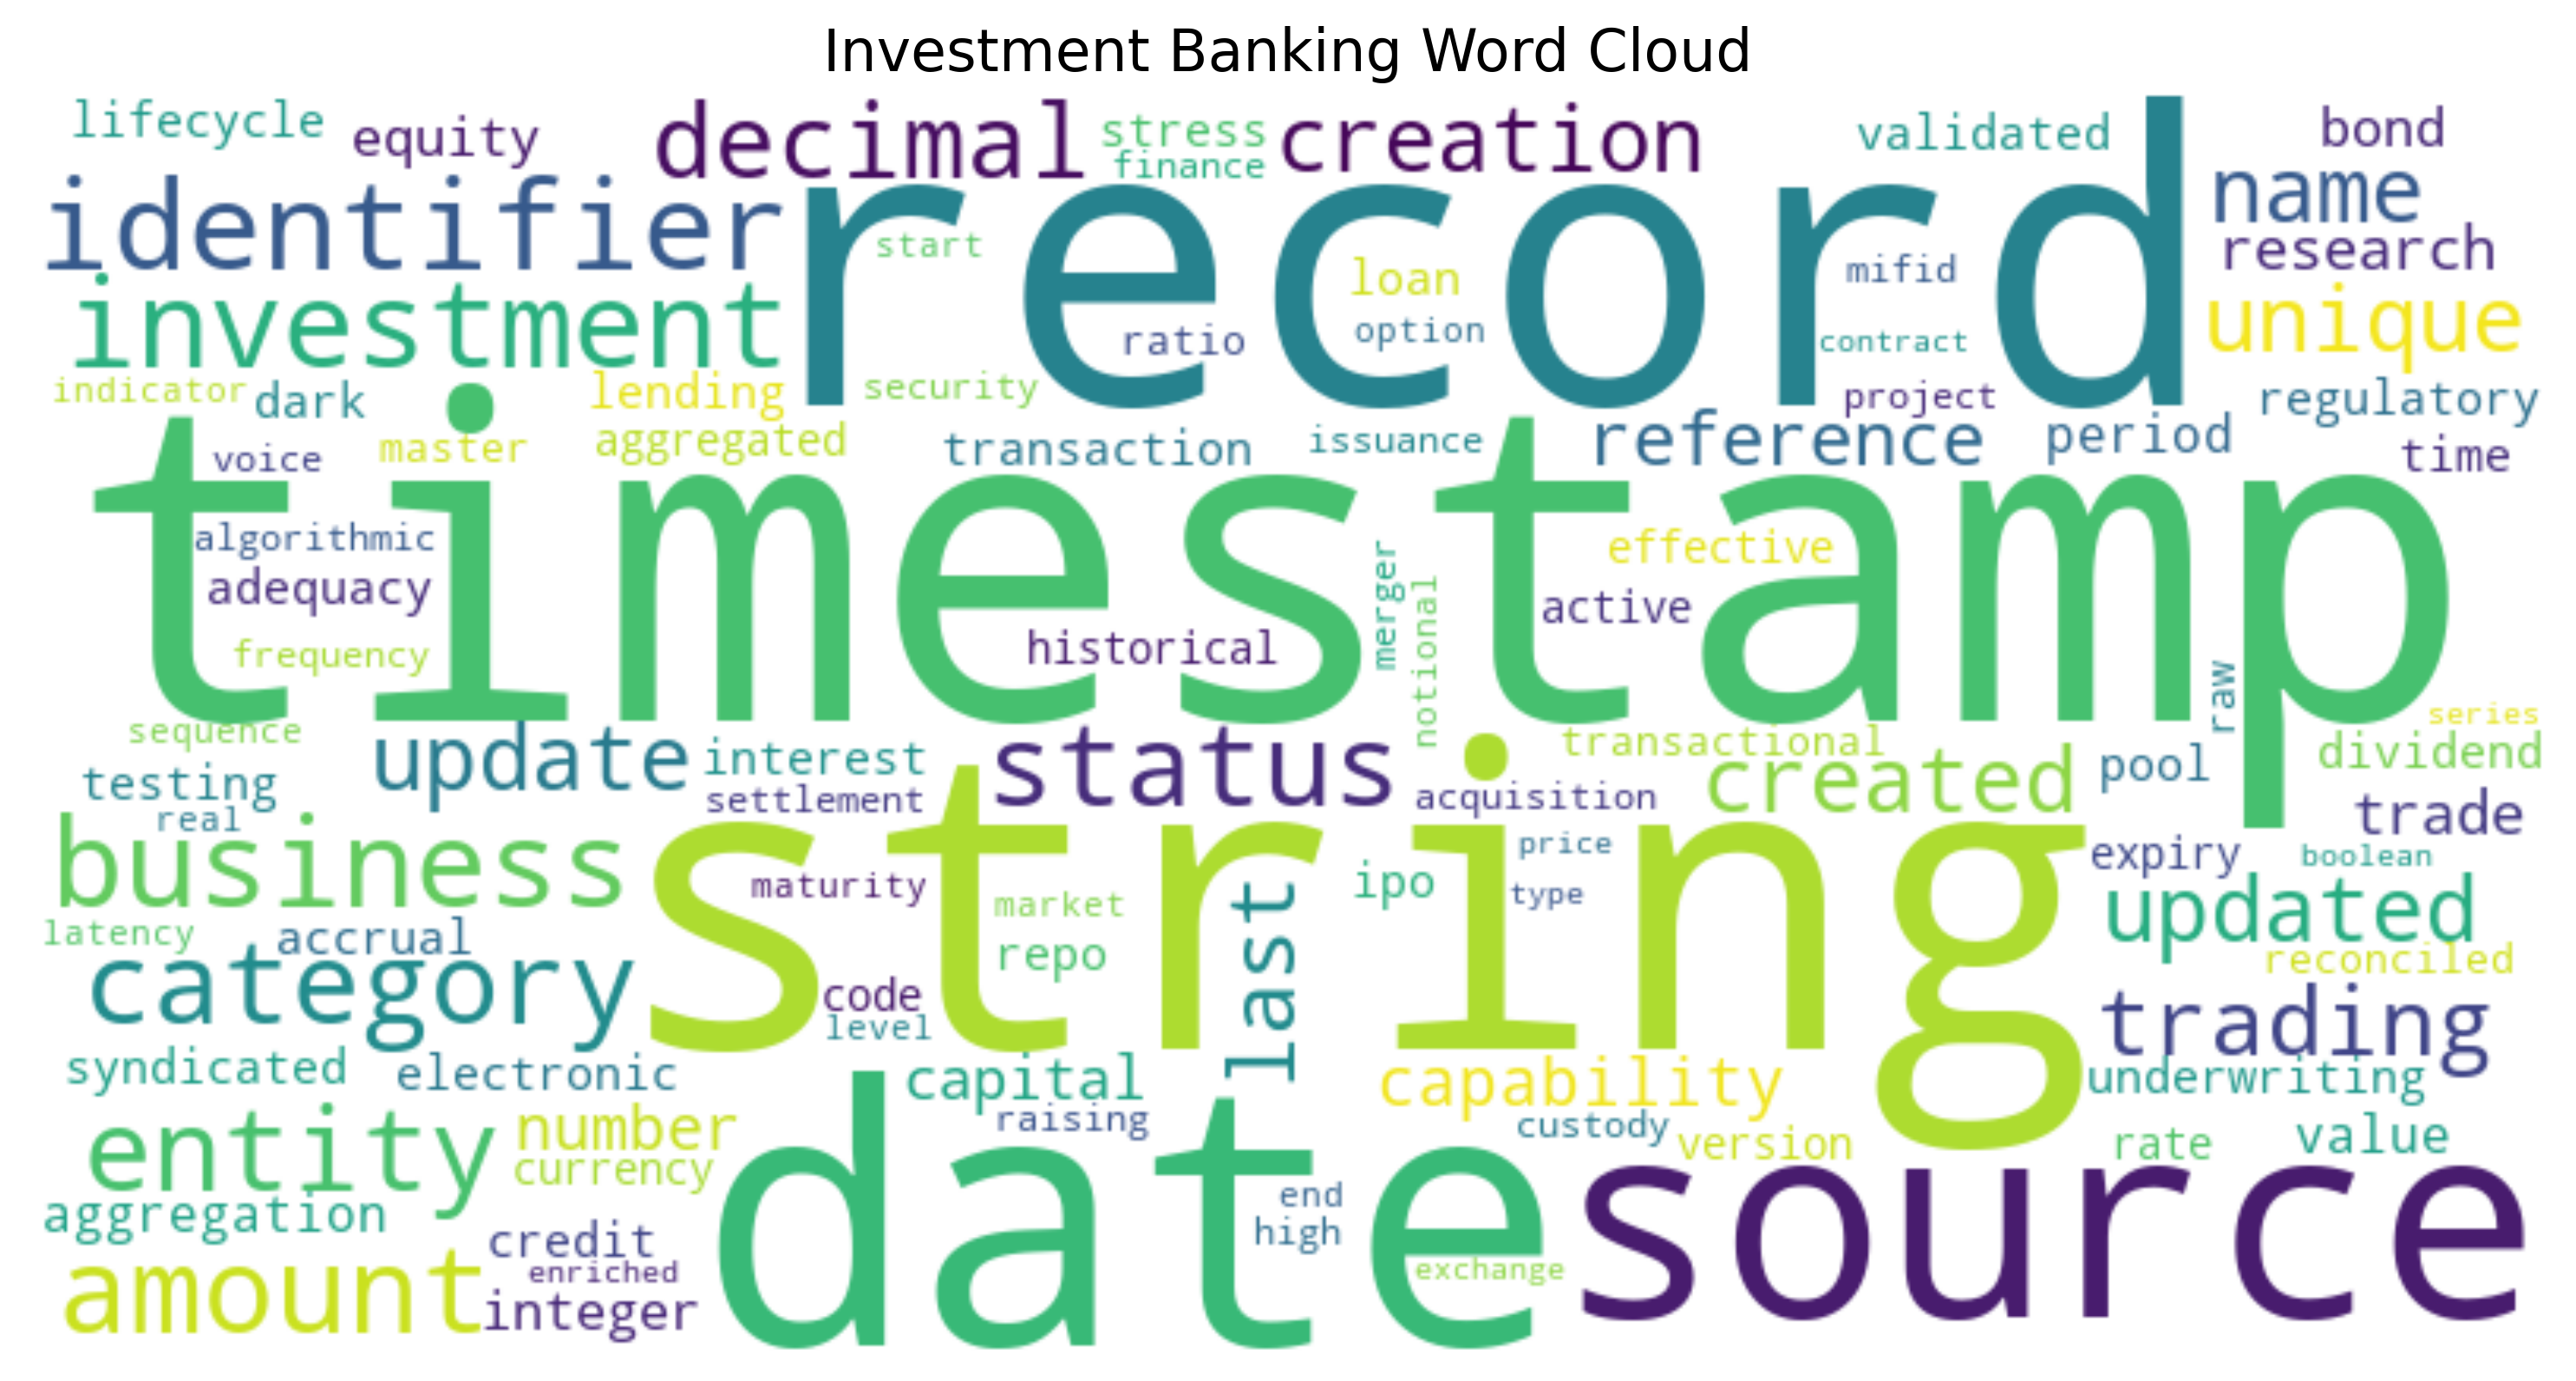 Investment Banking Word Cloud
lifecycle
equity
decimal
stress
finance
creation
validated
bond
identifier
record
name
research
start
loan
mifid
investment
ratio
option
contract
unique
indicator
dark
lending
security
project
regulatory
voice
master
aggregated
transaction
issuance
reference
period
time
timestamp
algorithmic
adequacy
frequency
historical
merger
notional
effective
active
raw
sequence
update
interest
status
transactional
created
pool
series
dividend
testing
settlement
acquisition
trade
real
business
string
price
expiry
boolean
maturity
market
last
ipo
type
updated
latency
accrual
repo
reconciled
category
code
level
trading
syndicated
electronic
capital
capability
underwriting
entity
number
raising
custody
version
rate
value
currency
date
source
aggregation
end
high
credit
enriched
exchange
amount
integer